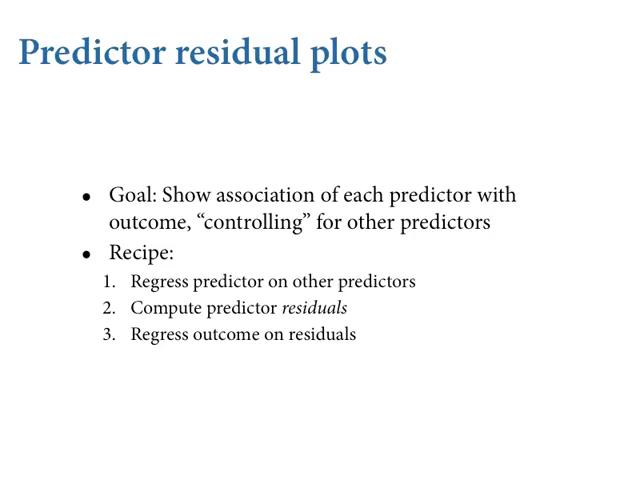 Predictor residual plots
• Goal: Show association of each predictor with
outcome, “controlling” for other predictors
• Recipe:
1. Regress predictor on other predictors
2. Compute predictor residuals
3. Regress outcome on residuals